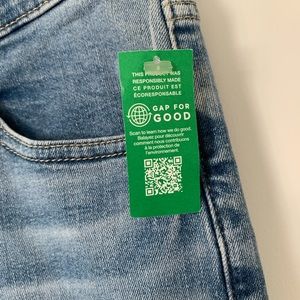 THIS PRODUCT WAS
RESPONSIBLY MADE
CE PRODUIT EST
ÉCORESPONSABLE
GAP FOR
GOOD
Scan to learn how we do good.
Balayez pour découvrir
comment nous contribuons
à la protection de
l'environnement.